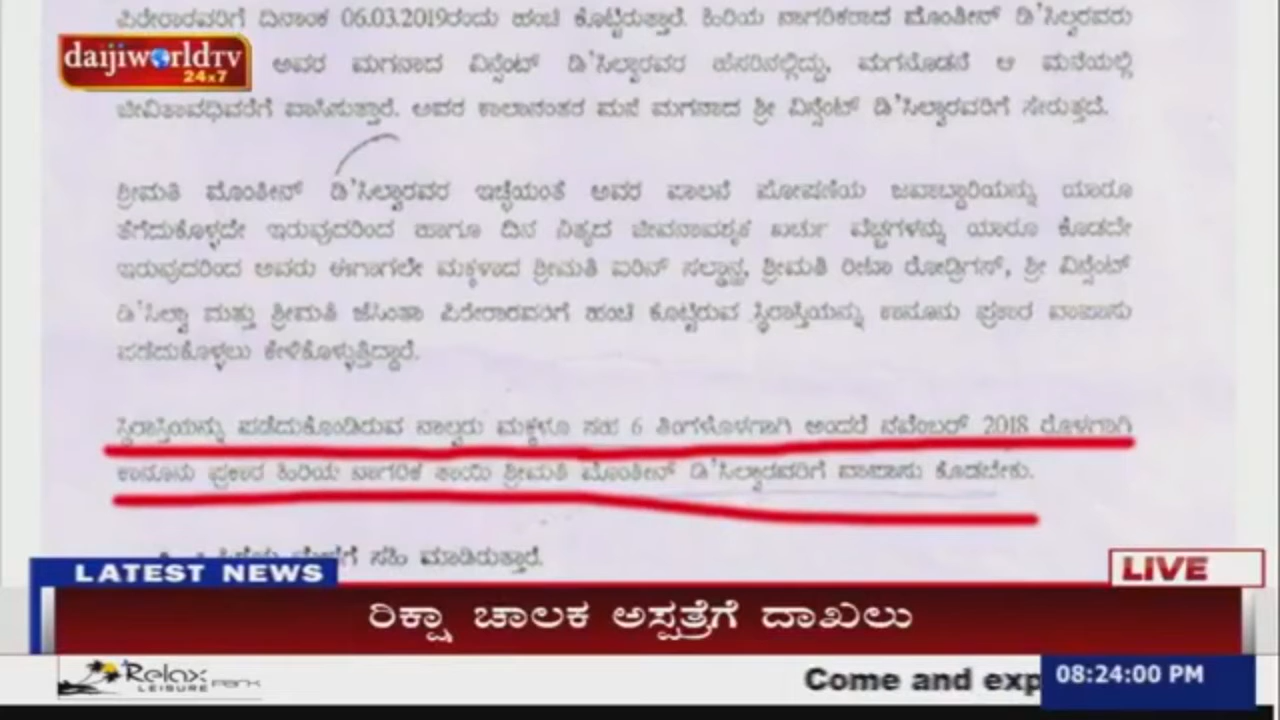 ಪಿರೇರಾರವರಿಗೆ ದಿನಾಂಕ 06.03.2019ರಂದು ಹಂಚಿ ಕೊಟ್ಟಿರುತ್ತಾರೆ. ಹಿರಿಯ ನಾಗರಿಕರಾದ ಮೊಂತೀನ್ ಡಿ'ಸಿಲ್ವರವರು
daijiworldTV
24x7
ಅವರ ಮಗನಾದ ವಿನ್ಸೆಂಟ್ ಡಿ'ಸಿಲ್ವಾರವರ ಹೆಸರಿನಲ್ಲಿದ್ದು, ಮಗನೊಡನೆ ಆ ಮನೆಯಲ್ಲಿ
ಜೀವಿತಾವಧಿವರೆಗೆ ವಾಸಿಸುತ್ತಾರೆ. ಅವರ ಕಾಲಾನಂತರ ಮನೆ ಮಗನಾದ ಶ್ರೀ ವಿನ್ಸೆಂಟ್ ಡಿ'ಸಿಲ್ವಾರವರಿಗೆ ಸೇರುತ್ತದೆ.
ಶ್ರೀಮತಿ ಮೊಂತೀನ್ ಡಿ'ಸಿಲ್ವಾರವರ ಇಚ್ಛೆಯಂತೆ ಅವರ ಪಾಲನೆ ಪೋಷಣೆಯ ಜವಾಬ್ದಾರಿಯನ್ನು ಯಾರೂ
ತೆಗೆದುಕೊಳ್ಳದೇ ಇರುವುದರಿಂದ ಹಾಗೂ ದಿನ ನಿತ್ಯದ ಜೀವನಾವಶ್ಯಕ ಖರ್ಚು ವೆಚ್ಚಗಳನ್ನು ಯಾರೂ ಕೊಡದೇ
ಇರುವುದರಿಂದ ಅವರು ಈಗಾಗಲೇ ಮಕ್ಕಳಾದ ಶ್ರೀಮತಿ ಐರಿನ್ ಸಲ್ದಾನ್ಹ, ಶ್ರೀಮತಿ ರೀಟಾ ರೋಡ್ರಿಗಸ್, ಶ್ರೀ ವಿನ್ಸೆಂಟ್
ಡಿ'ಸಿಲ್ವಾ ಮತ್ತು ಶ್ರೀಮತಿ ಜೆಸಿಂತಾ ಪಿರೇರಾರವರಿಗೆ ಹಂಚಿ ಕೊಟ್ಟಿರುವ ಸ್ಥಿರಾಸ್ತಿಯನ್ನು ಕಾನೂನು ಪ್ರಕಾರ ವಾಪಾಸು
ಪಡೆದುಕೊಳ್ಳಲು ಕೇಳಿಕೊಳ್ಳುತ್ತಿದ್ದಾರೆ.
ಸ್ಥಿರಾಸ್ತಿಯನ್ನು ಪಡೆದುಕೊಂಡಿರುವ ನಾಲ್ವರು ಮಕ್ಕಳೂ ಸಹ 6 ತಿಂಗಳೊಳಗಾಗಿ ಅಂದರೆ ನವೆಂಬರ್ 2018 ರೊಳಗಾಗಿ
ಕಾನೂನು ಪ್ರಕಾರ ಹಿರಿಯ ನಾಗರಿಕ ತಾಯಿ ಶ್ರೀಮತಿ ಮೊಂತೀನ್ ಡಿ'ಸಿಲ್ವಾರವರಿಗೆ ವಾಪಾಸು ಕೊಡಬೇಕು.
ಸಹಿ ಮಾಡಿರುತ್ತಾರೆ.
LATEST NEWS
LIVE
ರಿಕ್ಷಾ ಚಾಲಕ ಅಸ್ಪತ್ರೆಗೆ ದಾಖಲು
Relax
LEISURE PARK
Come and exp
08:24:00 PM